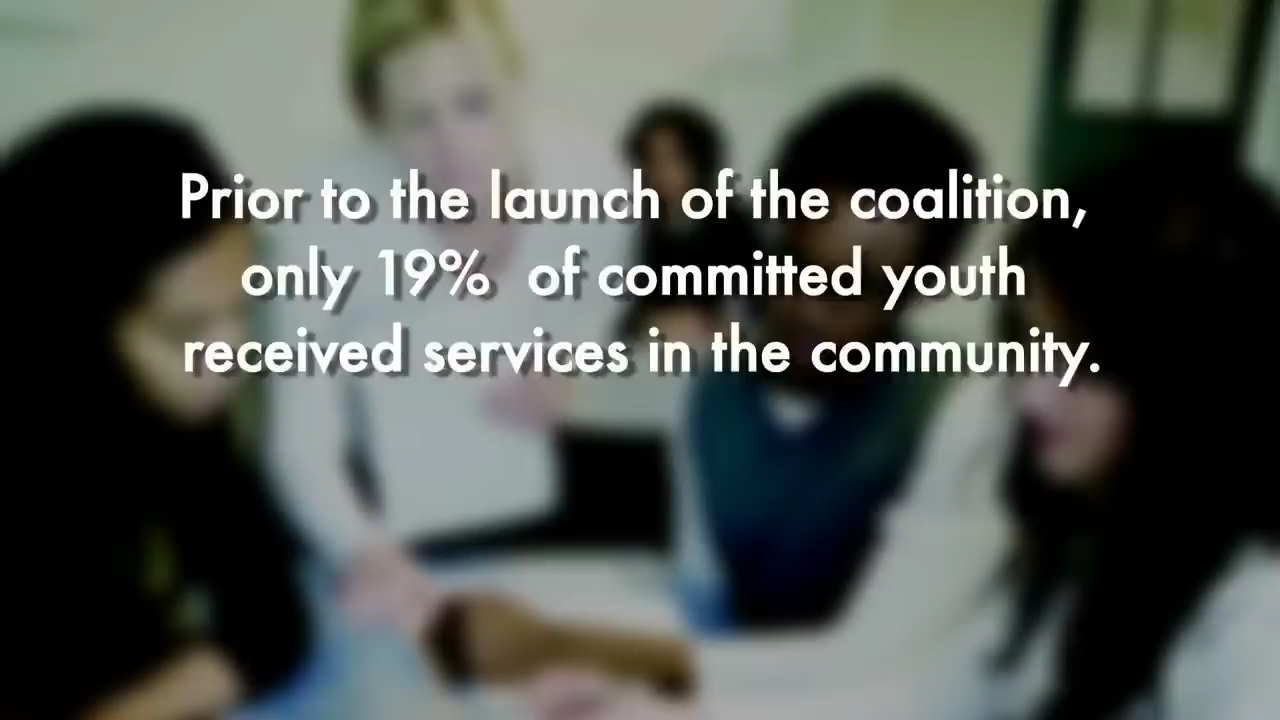 Prior to the launch of the coalition,
only 19%  of committed youth
received services in the community.